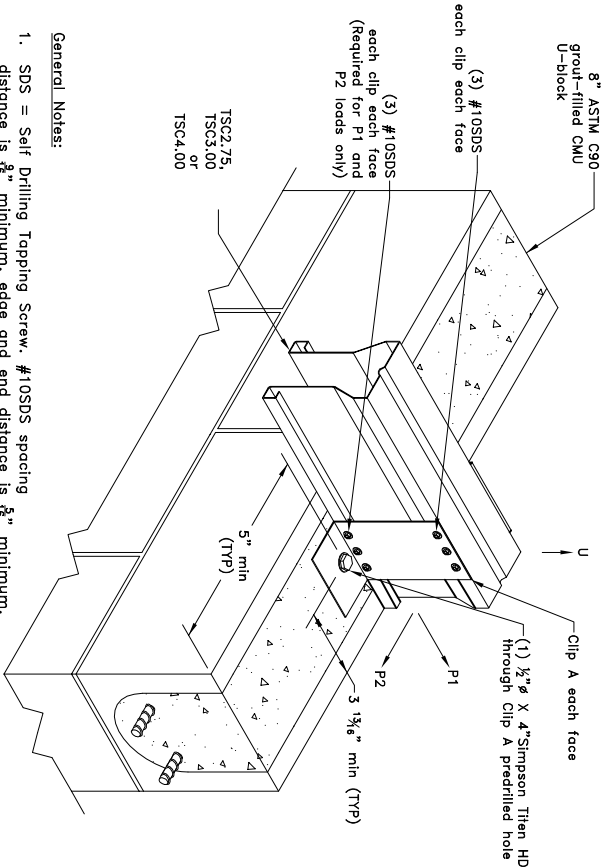 8" ASTM C90
grout-filled CMU
U-block
(3) #10SDS
each clip each face
(3) #10SDS
each clip each face
(Required for P1 and
P2 loads only)
TSC2.75,
TSC3.00
or
TSC4.00
U
Clip A each face
(1) ½"ø X 4"Simpson Titen HD
through Clip A predrilled hole
P1
P2
3 13⁄16" min (TYP)
5" min
(TYP)
General Notes:
1. SDS = Self Drilling Tapping Screw. #10SDS spacing
distance is 9⁄16" minimum, edge and end distance is 5⁄16" minimum.